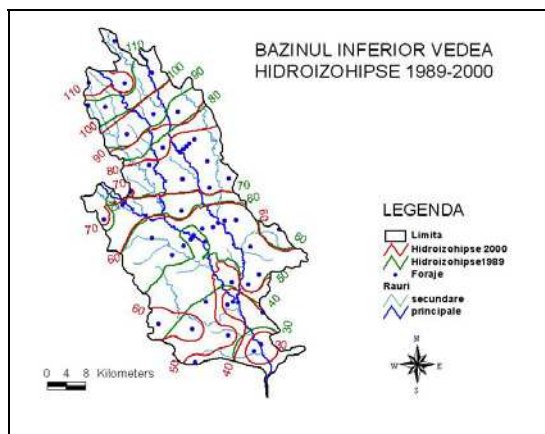 BAZINUL INFERIOR VEDEA
HIDROIZOHIPSE 1989-2000
110
110
100
90
80
100
90
80
70
70
70
60
60
60
60
50
40
60
30
30
50
40
LEGENDA
Limita
Hidroizohipse 2000
Hidroizohipse1989
Foraje
Rauri
secundare
principale
N
W E
S
0 4 8 Kilometers